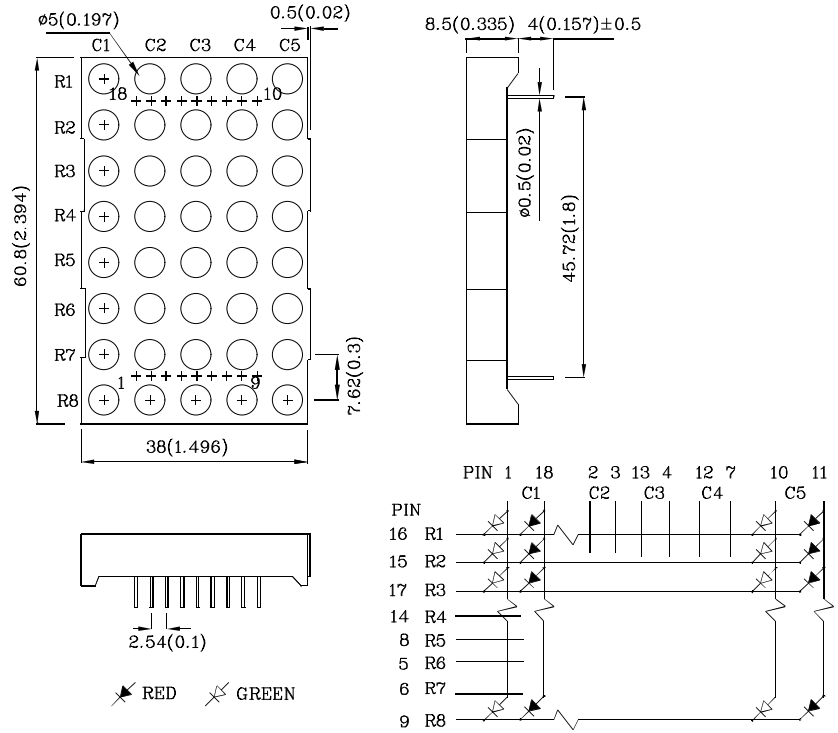 ø5(0.197)
0.5(0.02)
C1 C2 C3 C4 C5
R1
18 10
R2
R3
R4
R5
R6
R7
1 9
R8
60.8(2.394)
7.62(0.3)
38(1.496)
8.5(0.335) 4(0.157)±0.5
ø0.5(0.02)
45.72(1.8)
2.54(0.1)
RED GREEN
PIN 1 18 2 3 13 4 12 7 10 11
C1 C2 C3 C4 C5
PIN
16 R1
15 R2
17 R3
14 R4
8 R5
5 R6
6 R7
9 R8